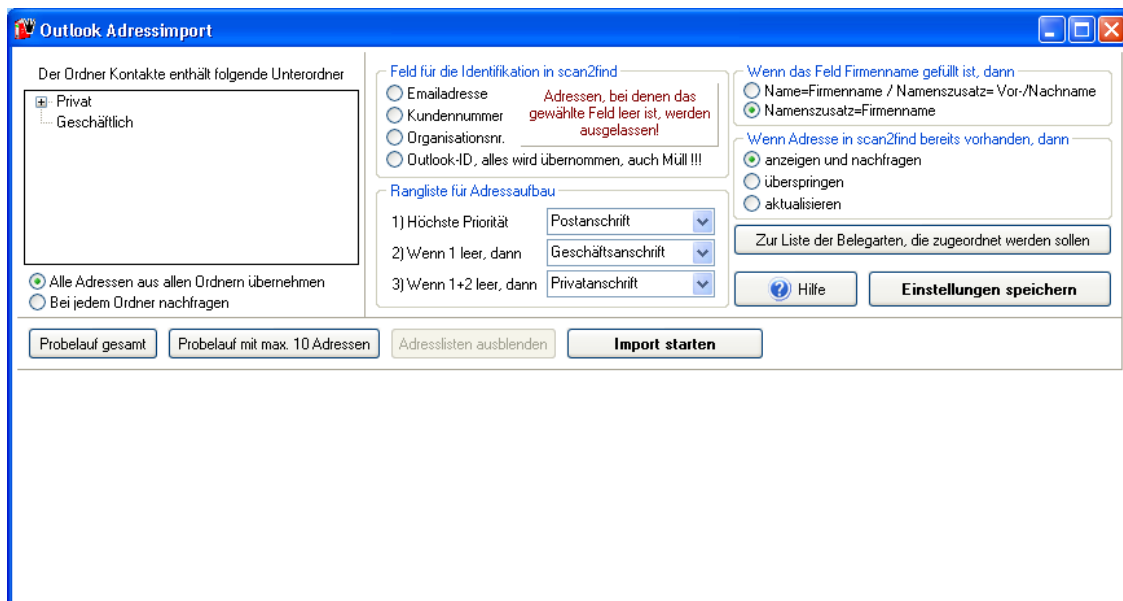 Outlook Adressimport
Der Ordner Kontakte enthält folgende Unterordner
Privat
Geschäftlich
Alle Adressen aus allen Ordnern übernehmen
Bei jedem Ordner nachfragen
Feld für die Identifikation in scan2find
Emailadresse
Kundennummer
Organisationsnr.
Outlook-ID, alles wird übernommen, auch Müll !!!
Adressen, bei denen das
gewählte Feld leer ist, werden
ausgelassen!
Rangliste für Adressaufbau
1) Höchste Priorität Postanschrift
2) Wenn 1 leer, dann Geschäftsanschrift
3) Wenn 1+2 leer, dann Privatanschrift
Wenn das Feld Firmenname gefüllt ist, dann
Name=Firmenname / Namenszusatz= Vor-/Nachname
Namenszusatz=Firmenname
Wenn Adresse in scan2find bereits vorhanden, dann
anzeigen und nachfragen
überspringen
aktualisieren
Zur Liste der Belegarten, die zugeordnet werden sollen
Hilfe Einstellungen speichern
Probelauf gesamt Probelauf mit max. 10 Adressen Adresslisten ausblenden Import starten